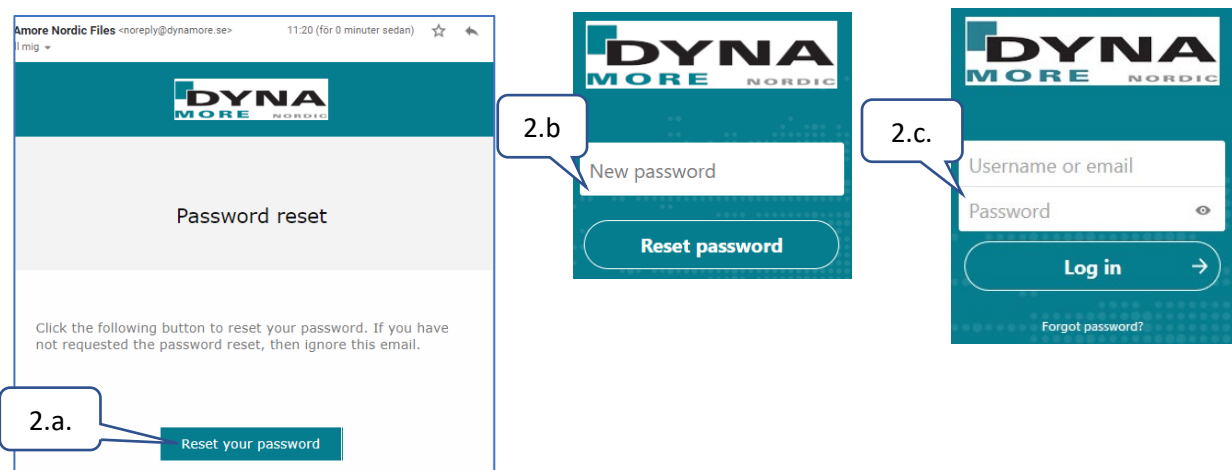 Amore Nordic Files <noreply@dynamore.se> 11:20 (för 0 minuter sedan)
ll mig
DYNA
MORE NORDIC
Password reset
Click the following button to reset your password. If you have
not requested the password reset, then ignore this email.
2.a.
Reset your password
DYNA
MORE NORDIC
2.b
New password
Reset password
DYNA
MORE NORDIC
2.c.
Username or email
Password
Log in
Forgot password?